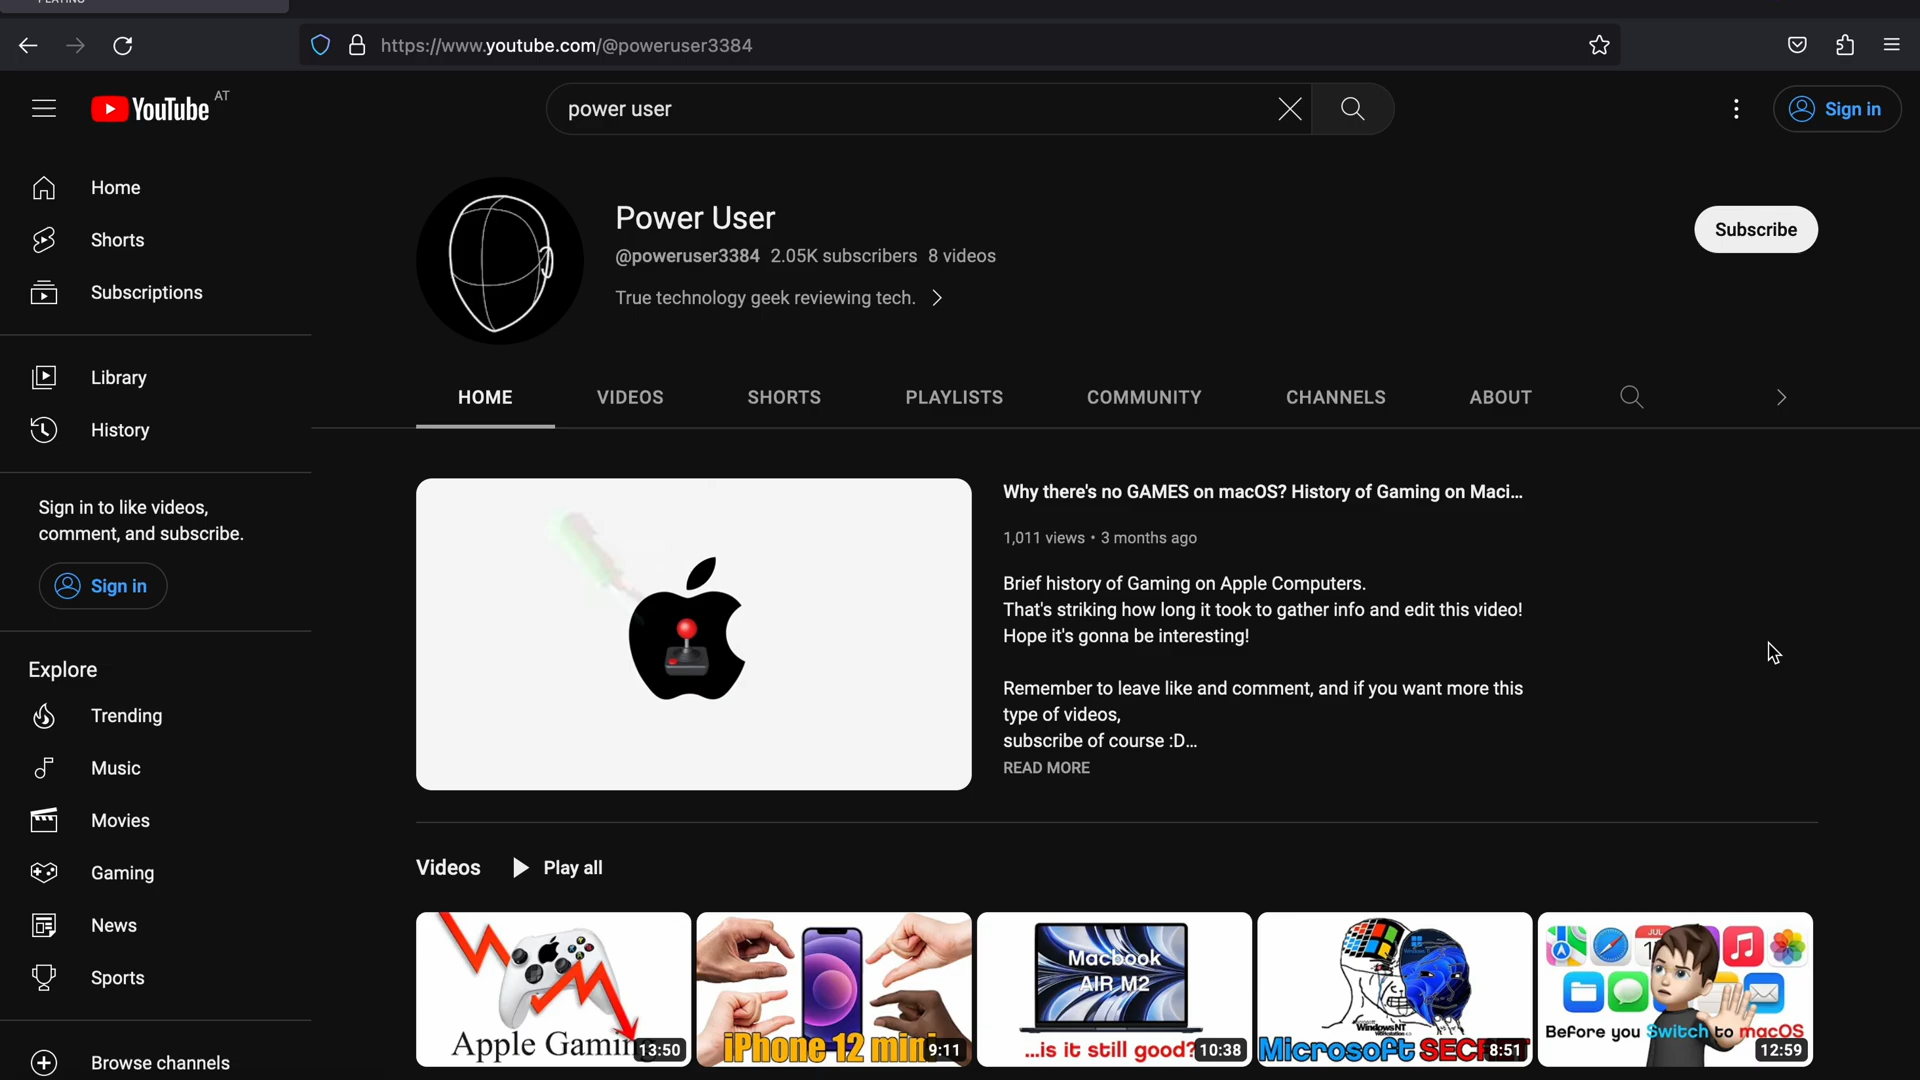 https://www.youtube.com/@poweruser3384
YouTube AT
power user
Sign in
Home
Shorts
Subscriptions
Library
History
Sign in to like videos,
comment, and subscribe.
Sign in
Explore
Trending
Music
Movies
Gaming
News
Sports
Browse channels
Power User
@poweruser3384 2.05K subscribers 8 videos
True technology geek reviewing tech.
Subscribe
HOME VIDEOS SHORTS PLAYLISTS COMMUNITY CHANNELS ABOUT
Why there's no GAMES on macOS? History of Gaming on Maci...
1,011 views • 3 months ago
Brief history of Gaming on Apple Computers.
That's striking how long it took to gather info and edit this video!
Hope it's gonna be interesting!
Remember to leave like and comment, and if you want more this
type of videos,
subscribe of course :D...
READ MORE
Videos Play all
Apple Gaming
13:50
iPhone 12 mini
9:11
Macbook
AIR M2
...is it still good?
10:38
Windows NT
Microsoft
8:51
JUL
Before you Switch to macOS
12:59